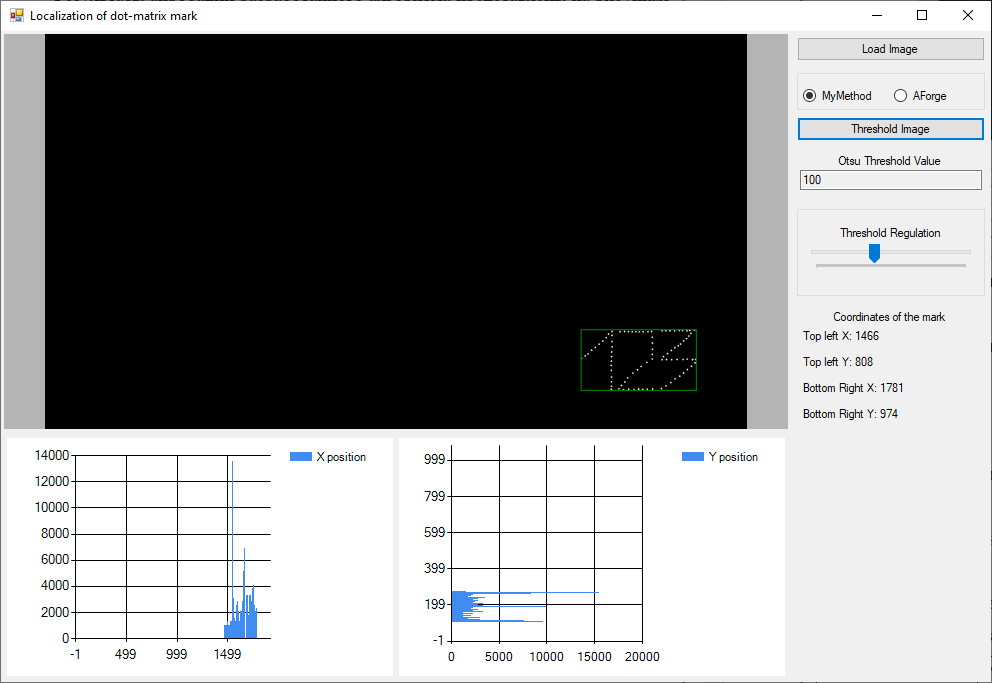 Localization of dot-matrix mark
Load Image
MyMethod AForge
Threshold Image
Otsu Threshold Value
100
Threshold Regulation
Coordinates of the mark
Top left X: 1466
Top left Y: 808
Bottom Right X: 1781
Bottom Right Y: 974
123
14000
12000
10000
8000
6000
4000
2000
0
-1 499 999 1499
X position
999
799
599
399
199
-1
0 5000 10000 15000 20000
Y position